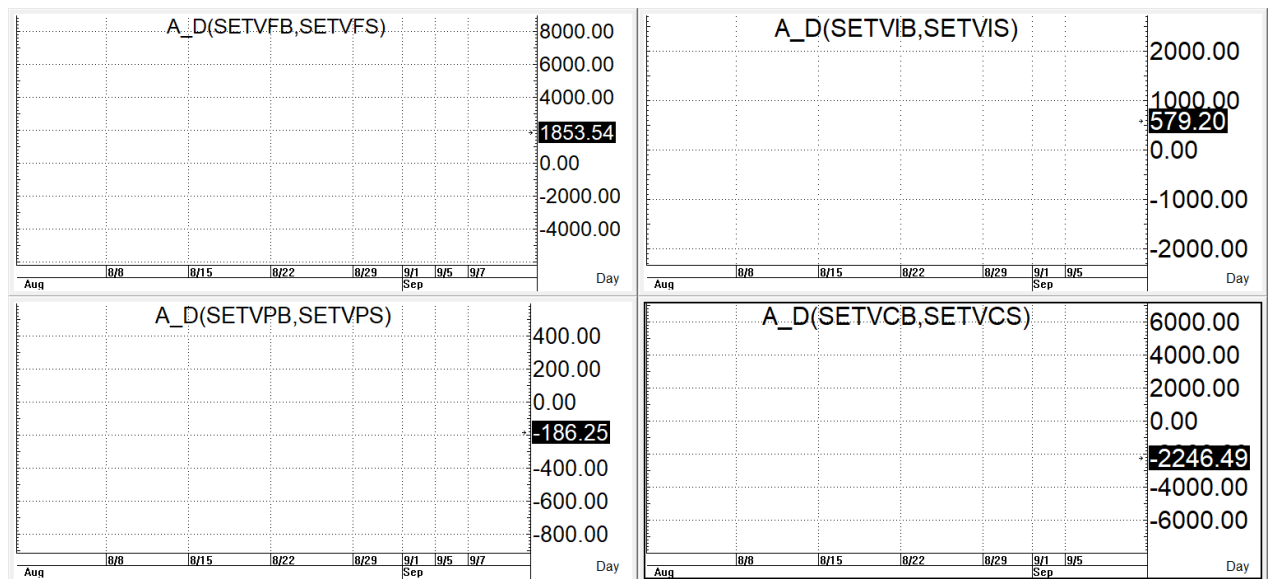 A_D(SETVFB,SETVFS)
8000.00
6000.00
4000.00
1853.54
0.00
-2000.00
-4000.00
8/8 8/15 8/22 8/29 9/1 9/5 9/7
Aug Sep Day
A_D(SETVIB,SETVIS)
2000.00
1000.00
579.20
0.00
-1000.00
-2000.00
8/8 8/15 8/22 8/29 9/1 9/5
Aug Sep Day
A_D(SETVPB,SETVPS)
400.00
200.00
0.00
-186.25
-400.00
-600.00
-800.00
8/8 8/15 8/22 8/29 9/1 9/5 9/7
Aug Sep Day
A_D(SETVCB,SETVCS)
6000.00
4000.00
2000.00
0.00
-2246.49
-4000.00
-6000.00
8/8 8/15 8/22 8/29 9/1 9/5
Aug Sep Day